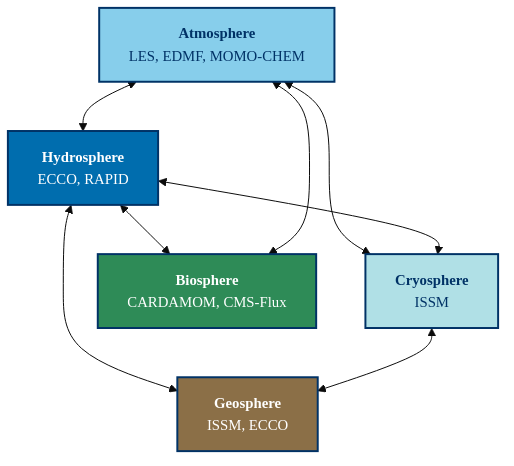 Atmosphere
LES, EDMF, MOMO-CHEM
Hydrosphere
ECCO, RAPID
Biosphere
CARDAMOM, CMS-Flux
Cryosphere
ISSM
Geosphere
ISSM, ECCO